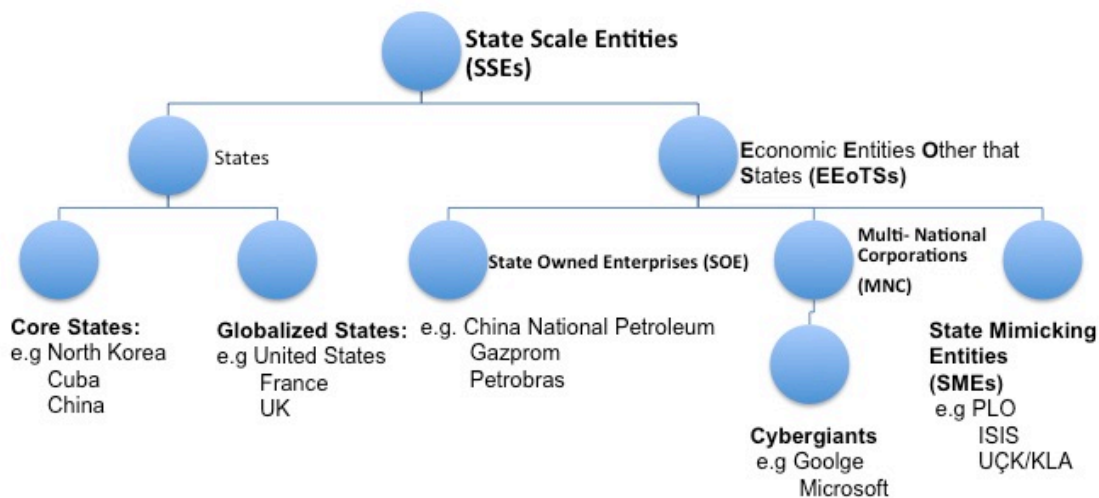 State Scale Entities
(SSEs)
States
Economic Entities Other that
States (EEoTSs)
State Owned Enterprises (SOE)
Multi- National
Corporations
(MNC)
Core States:
e.g North Korea
Cuba
China
Globalized States:
e.g United States
France
UK
e.g. China National Petroleum
Gazprom
Petrobras
Cybergiants
e.g Goolge
Microsoft
State Mimicking
Entities
(SMEs)
e.g PLO
ISIS
UÇK/KLA